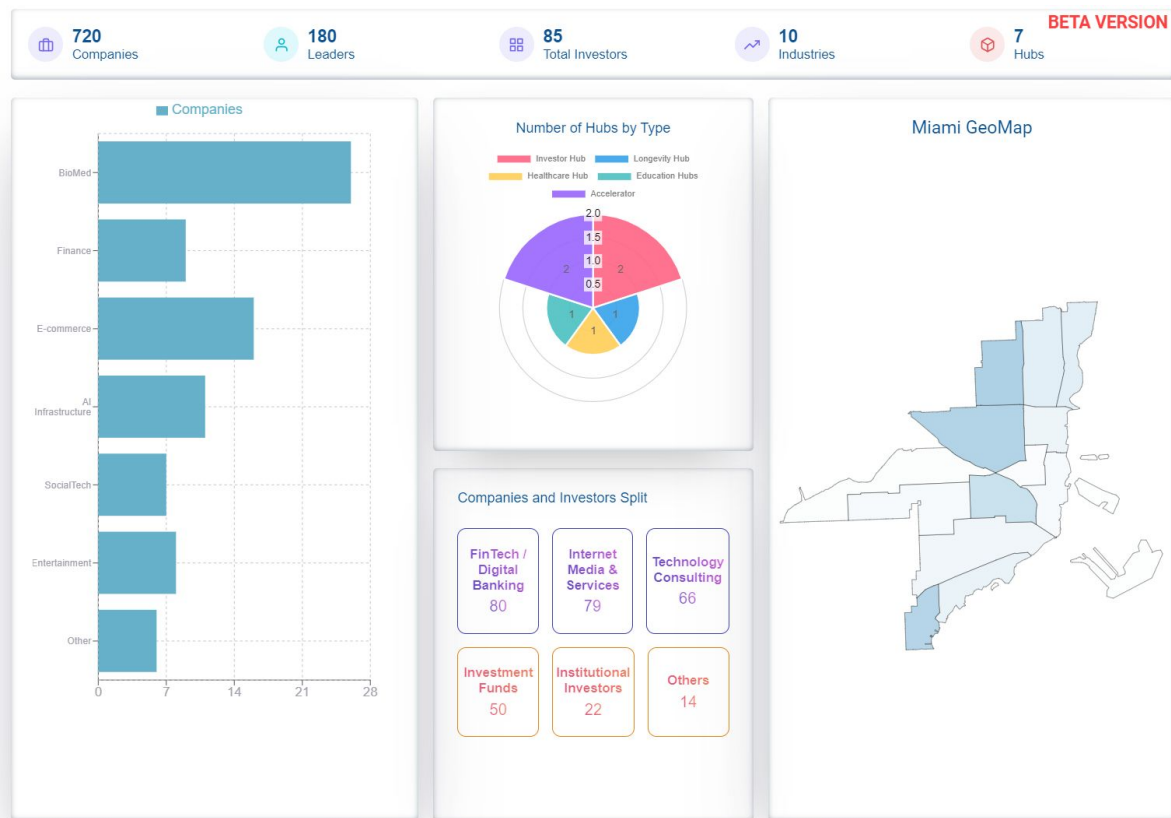 BETA VERSION
720
Companies
180
Leaders
85
Total Investors
10
Industries
7
Hubs
Companies
BioMed
Finance
E-commerce
AI
Infrastructure
SocialTech
Entertainment
Other
0 7 14 21 28
Number of Hubs by Type
Investor Hub Longevity Hub
Healthcare Hub Education Hubs
Accelerator
2.0
1.5
1.0
0.5
2 2
1 1
1
Companies and Investors Split
FinTech /
Digital
Banking
80
Internet
Media &
Services
79
Technology
Consulting
66
Investment
Funds
50
Institutional
Investors
22
Others
14
Miami GeoMap